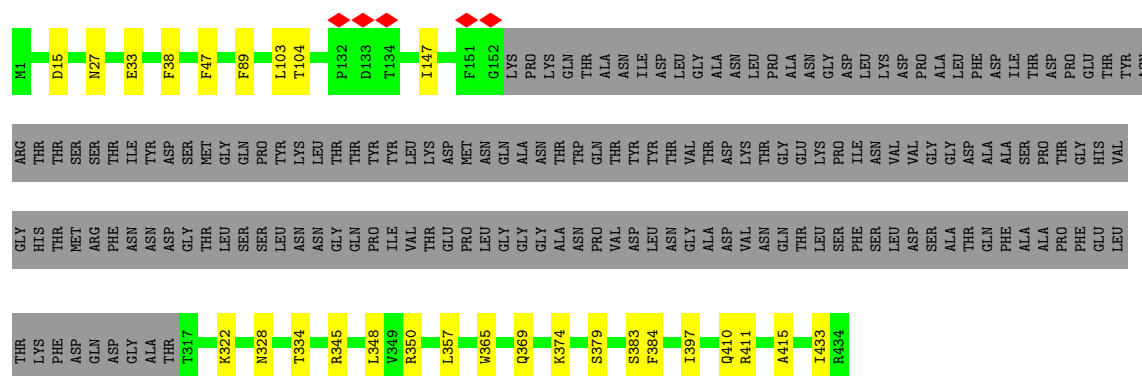 M1 D15 N27 E33 F38 F47 F89 L103 T104 P132 D133 T134 I147 F151 G152 LYS PRO LYS GLN THR ALA ASN ILE ASP LEU GLY ALA ASN LEU PRO ALA ASN GLY ASP LEU LYS ASP PRO ALA LEU PHE ASP ILE THR ASP PRO GLU THR TYR ASN
ARG THR THR SER SER THR ILE TYR ASP SER MET GLY GLN PRO TYR LYS LEU THR THR TYR TYR LEU LYS ASP MET ASN GLN ALA ASN THR TRP GLN THR TYR TYR THR VAL THR ASP LYS THR GLY GLU LYS PRO ILE ASN VAL VAL GLY GLY ASP ALA ALA SER PRO THR GLY HIS VAL
GLY HIS THR MET ARG PHE ASN ASN ASP GLY THR LEU SER SER LEU ASN ASN GLY GLN PRO ILE VAL THR GLU PRO LEU GLY GLY GLY ALA ASN PRO VAL ASP LEU ASN GLY ALA ASP VAL ASN GLN THR LEU SER PHE SER LEU ASP SER ALA THR GLN PHE ALA ALA PRO PHE GLU LEU
THR LYS PHE ASP GLN ASP GLY ALA THR T317 K322 N328 T334 R345 L348 V349 R350 L357 W365 Q369 K374 S379 S383 F384 I397 Q410 R411 A415 I433 R434